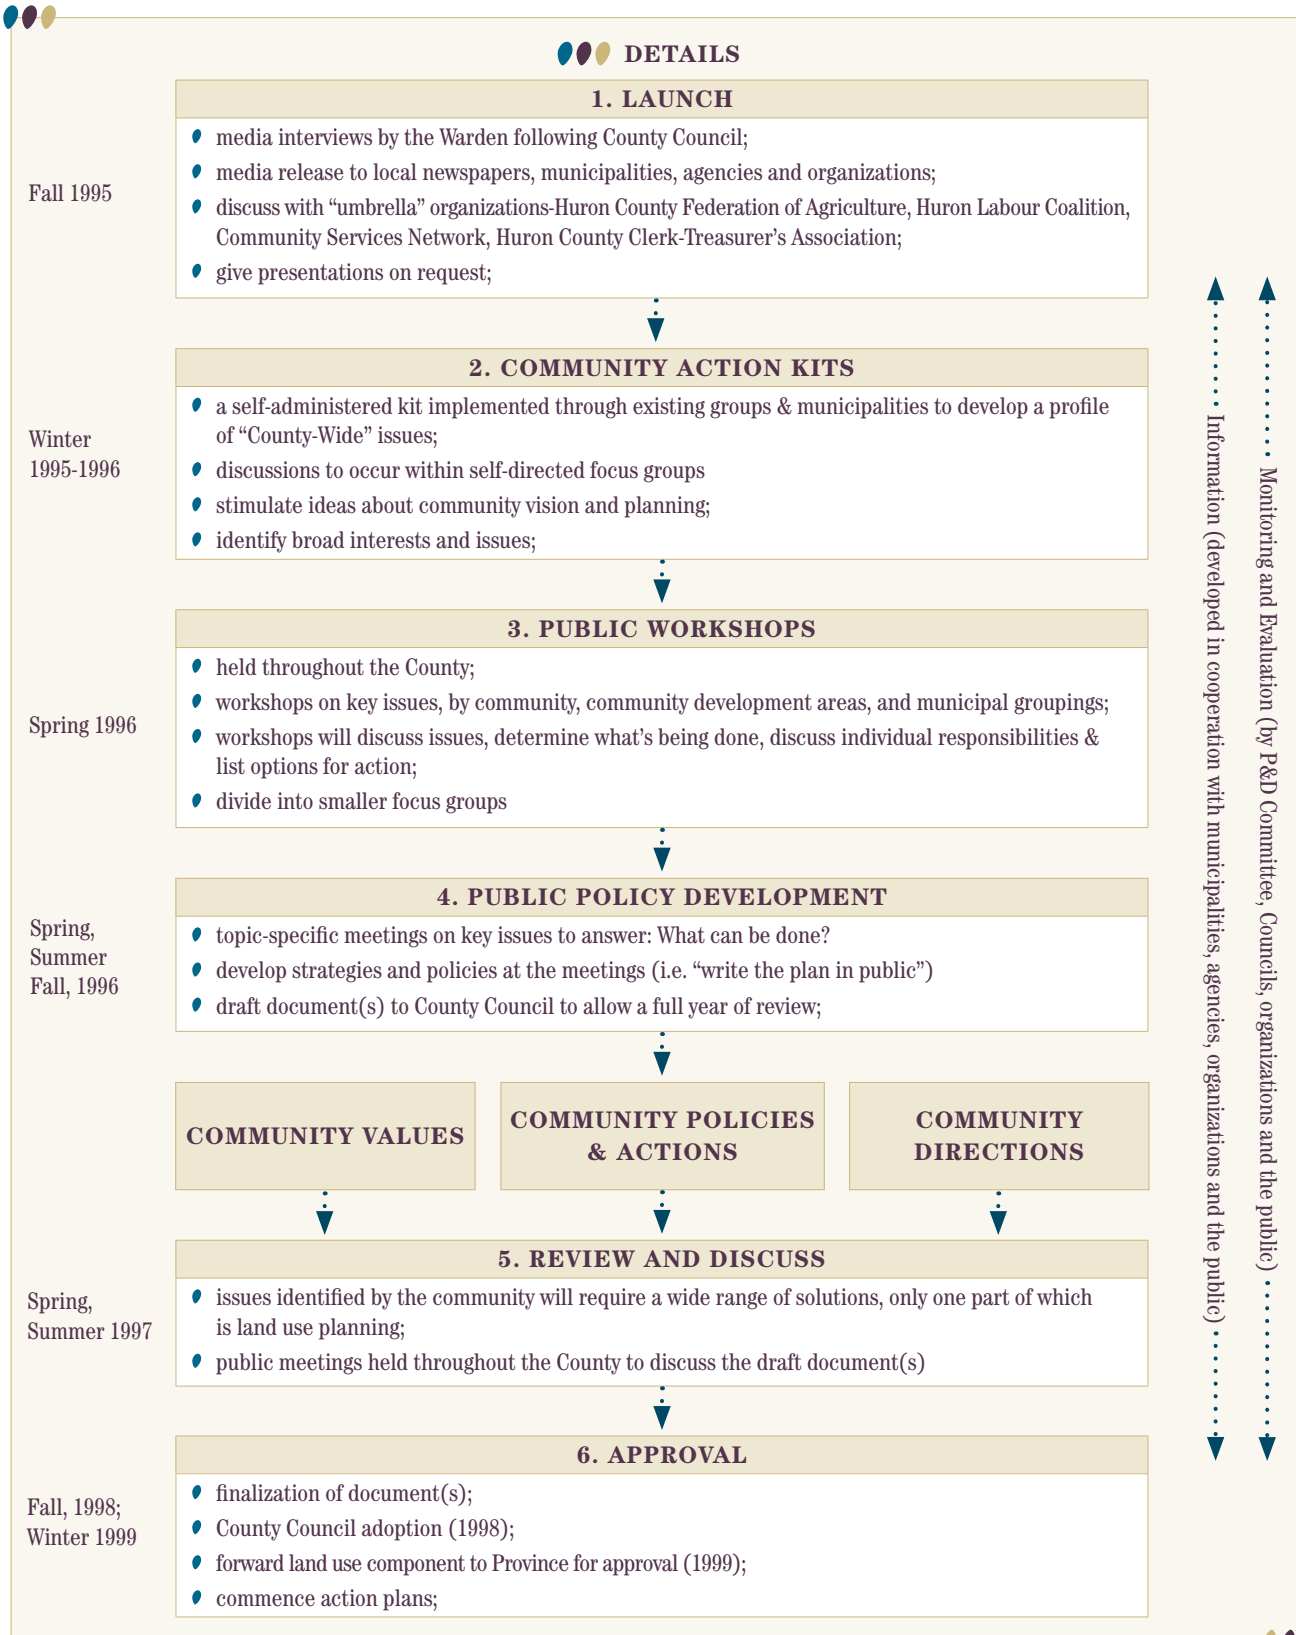 DETAILS
1. LAUNCH
Fall 1995
media interviews by the Warden following County Council;
media release to local newspapers, municipalities, agencies and organizations;
discuss with “umbrella” organizations-Huron County Federation of Agriculture, Huron Labour Coalition,
Community Services Network, Huron County Clerk-Treasurer’s Association;
give presentations on request;
2. COMMUNITY ACTION KITS
Winter
1995-1996
a self-administered kit implemented through existing groups & municipalities to develop a profile
of “County-Wide” issues;
discussions to occur within self-directed focus groups
stimulate ideas about community vision and planning;
identify broad interests and issues;
3. PUBLIC WORKSHOPS
Spring 1996
held throughout the County;
workshops on key issues, by community, community development areas, and municipal groupings;
workshops will discuss issues, determine what’s being done, discuss individual responsibilities &
list options for action;
divide into smaller focus groups
4. PUBLIC POLICY DEVELOPMENT
Spring,
Summer
Fall, 1996
topic-specific meetings on key issues to answer: What can be done?
develop strategies and policies at the meetings (i.e. “write the plan in public”)
draft document(s) to County Council to allow a full year of review;
COMMUNITY VALUES
COMMUNITY POLICIES
& ACTIONS
COMMUNITY
DIRECTIONS
5. REVIEW AND DISCUSS
Spring,
Summer 1997
issues identified by the community will require a wide range of solutions, only one part of which
is land use planning;
public meetings held throughout the County to discuss the draft document(s)
6. APPROVAL
Fall, 1998;
Winter 1999
finalization of document(s);
County Council adoption (1998);
forward land use component to Province for approval (1999);
commence action plans;
Information (developed in cooperation with municipalities, agencies, organizations and the public)
Monitoring and Evaluation (by P&D Committee, Councils, organizations and the public)